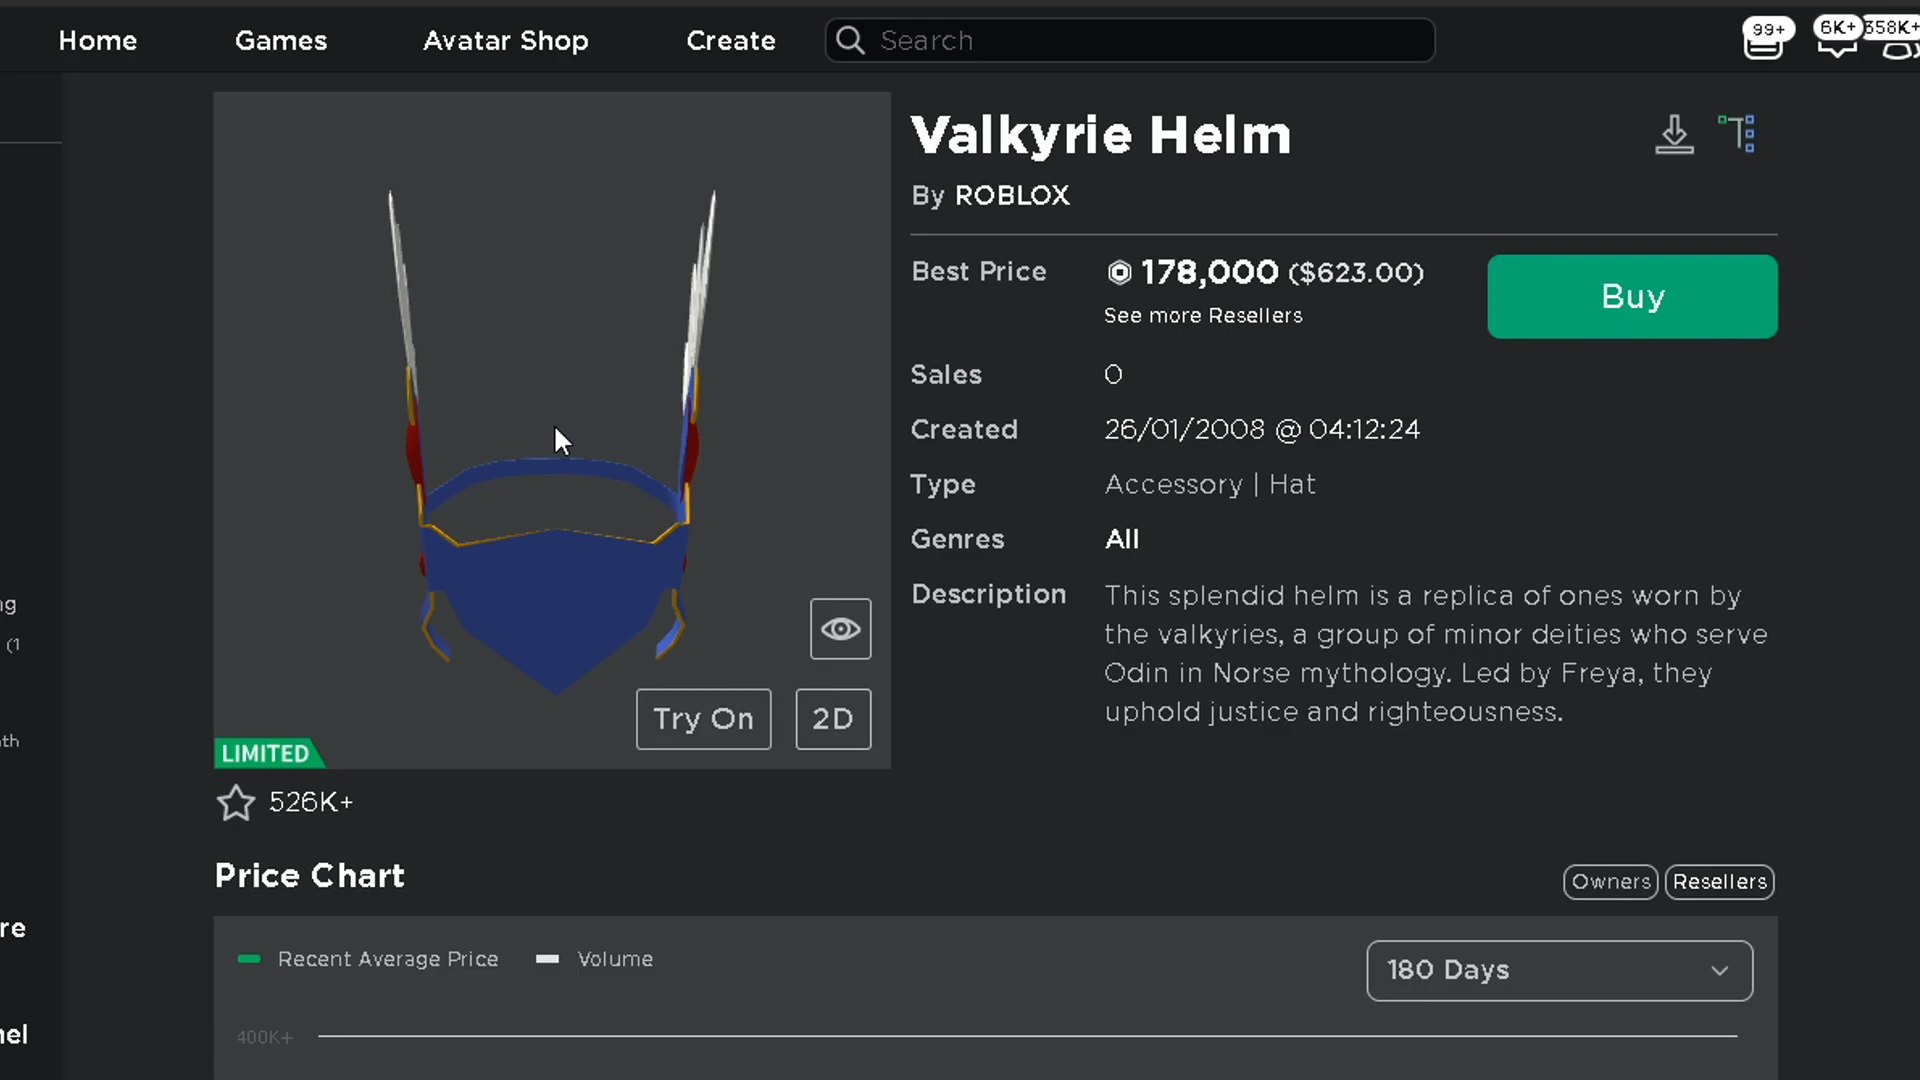 Home
Games
Avatar Shop
Create
Search
99+
6K+
358K+
Valkyrie Helm
By ROBLOX
Best Price
178,000 ($623.00)
See more Resellers
Buy
Sales
0
Created
26/01/2008 @ 04:12:24
Type
Accessory | Hat
Genres
All
Description
This splendid helm is a replica of ones worn by
the valkyries, a group of minor deities who serve
Odin in Norse mythology. Led by Freya, they
uphold justice and righteousness.
Try On
2D
LIMITED
526K+
Price Chart
Owners
Resellers
Recent Average Price
Volume
180 Days
400K+
(1